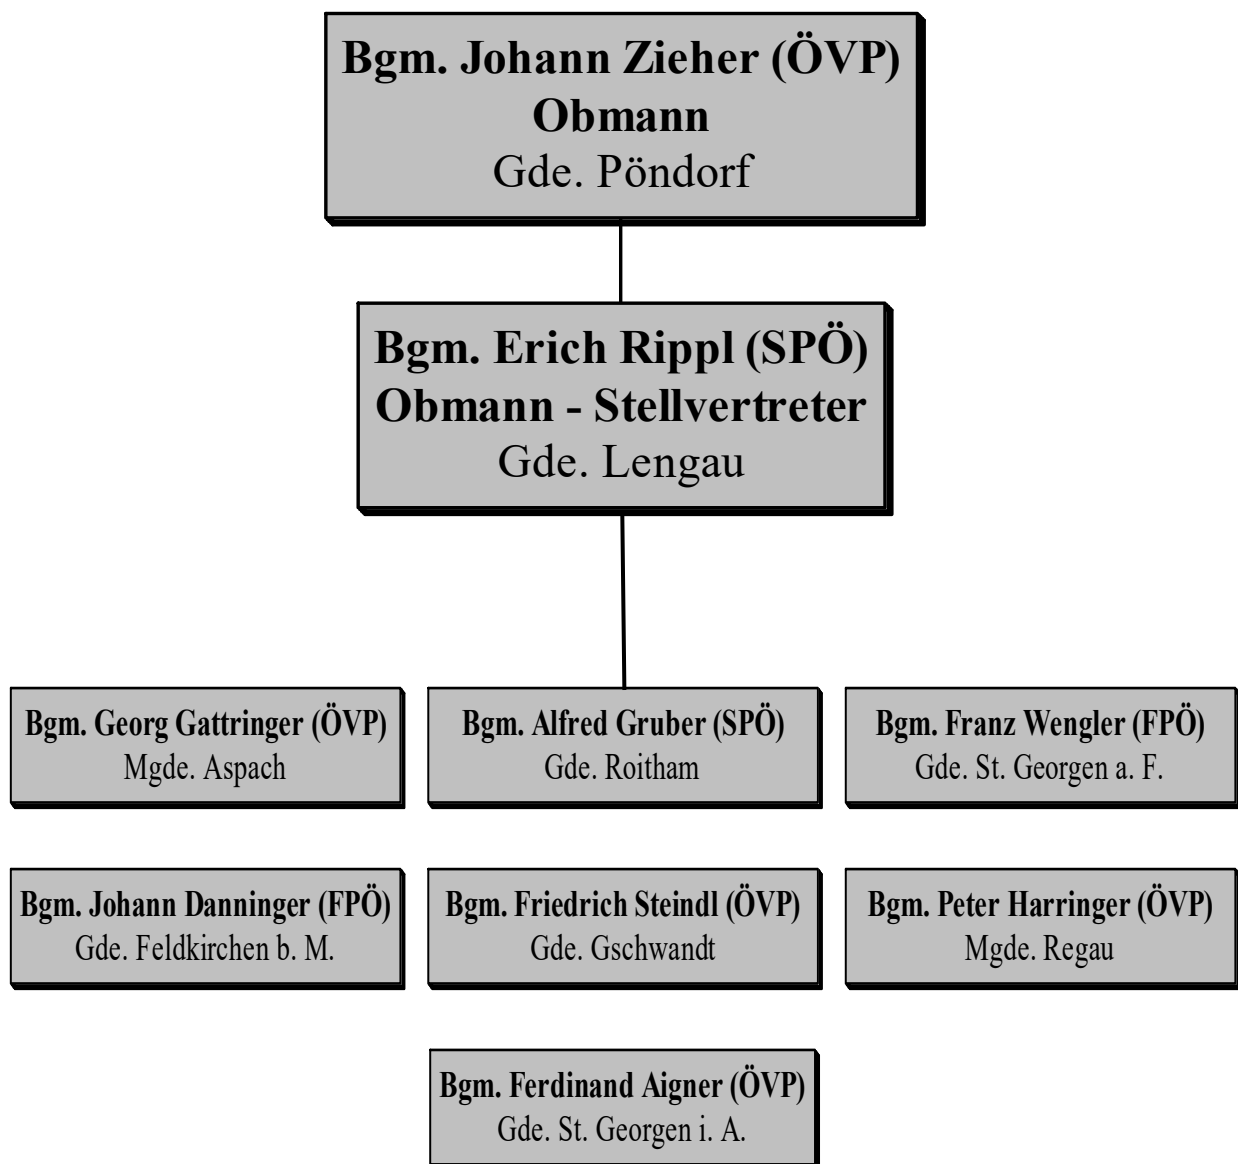 Bgm. Johann Zieher (ÖVP)
Obmann
Gde. Pöndorf
Bgm. Erich Rippl (SPÖ)
Obmann - Stellvertreter
Gde. Lengau
Bgm. Georg Gattringer (ÖVP)
Mgde. Aspach
Bgm. Alfred Gruber (SPÖ)
Gde. Roitham
Bgm. Franz Wengler (FPÖ)
Gde. St. Georgen a. F.
Bgm. Johann Danninger (FPÖ)
Gde. Feldkirchen b. M.
Bgm. Friedrich Steindl (ÖVP)
Gde. Gschwandt
Bgm. Peter Harringer (ÖVP)
Mgde. Regau
Bgm. Ferdinand Aigner (ÖVP)
Gde. St. Georgen i. A.